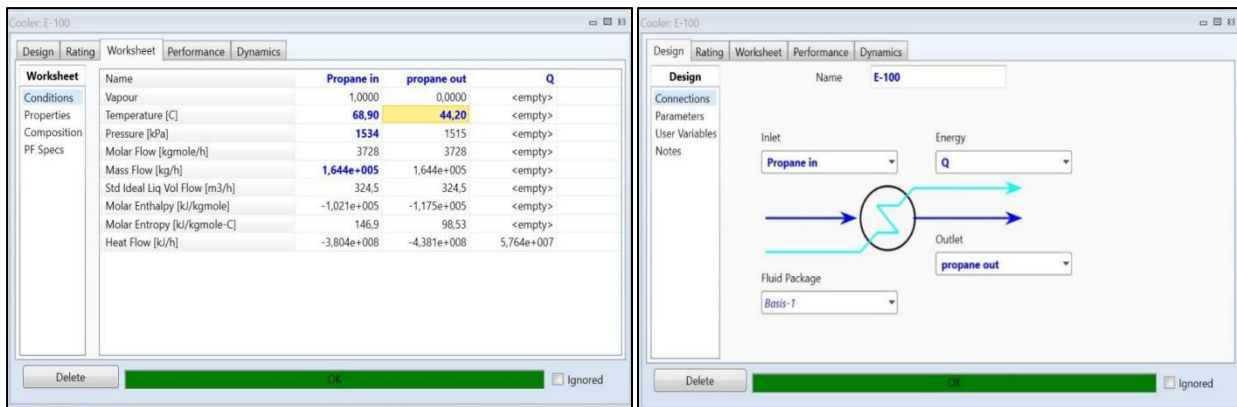 Cooler: E-100
Design Rating Worksheet Performance Dynamics
Worksheet
Conditions
Properties
Composition
PF Specs
Name Propane in propane out Q
Vapour 1,0000 0,0000 <empty>
Temperature [C] 68,90 44,20 <empty>
Pressure [kPa] 1534 1515 <empty>
Molar Flow [kgmole/h] 3728 3728 <empty>
Mass Flow [kg/h] 1,644e+005 1,644e+005 <empty>
Std Ideal Liq Vol Flow [m3/h] 324,5 324,5 <empty>
Molar Enthalpy [kJ/kgmole] -1,021e+005 -1,175e+005 <empty>
Molar Entropy [kJ/kgmole-C] 146,9 98,53 <empty>
Heat Flow [kJ/h] -3,804e+008 -4,381e+008 5,764e+007
Delete OK Ignored
Cooler: E-100
Design Rating Worksheet Performance Dynamics
Design
Connections
Parameters
User Variables
Notes
Name E-100
Inlet Energy
Propane in Q
Outlet
propane out
Fluid Package
Basis-1
Delete OK Ignored